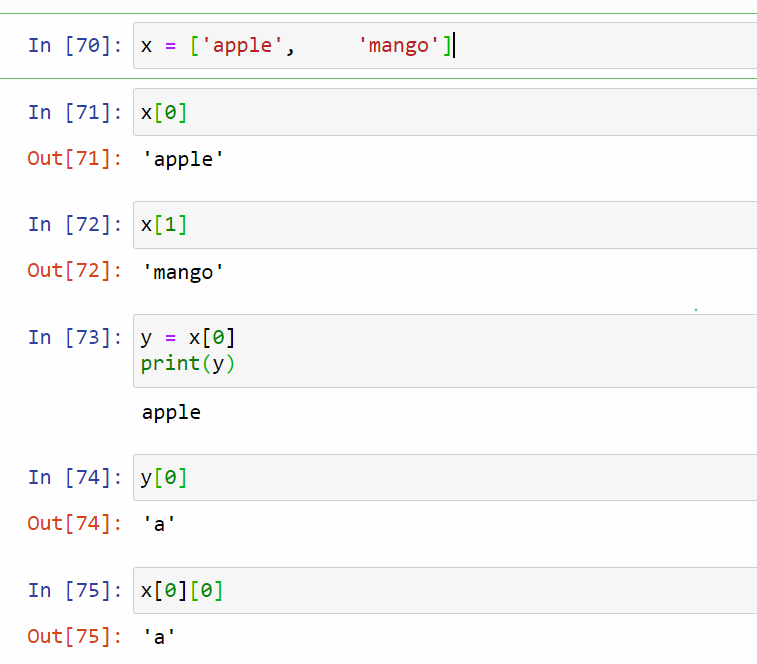 In [70]: x = ['apple',     'mango']
In [71]: x[0]
Out[71]: 'apple'
In [72]: x[1]
Out[72]: 'mango'
In [73]: y = x[0]
print(y)
apple
In [74]: y[0]
Out[74]: 'a'
In [75]: x[0][0]
Out[75]: 'a'